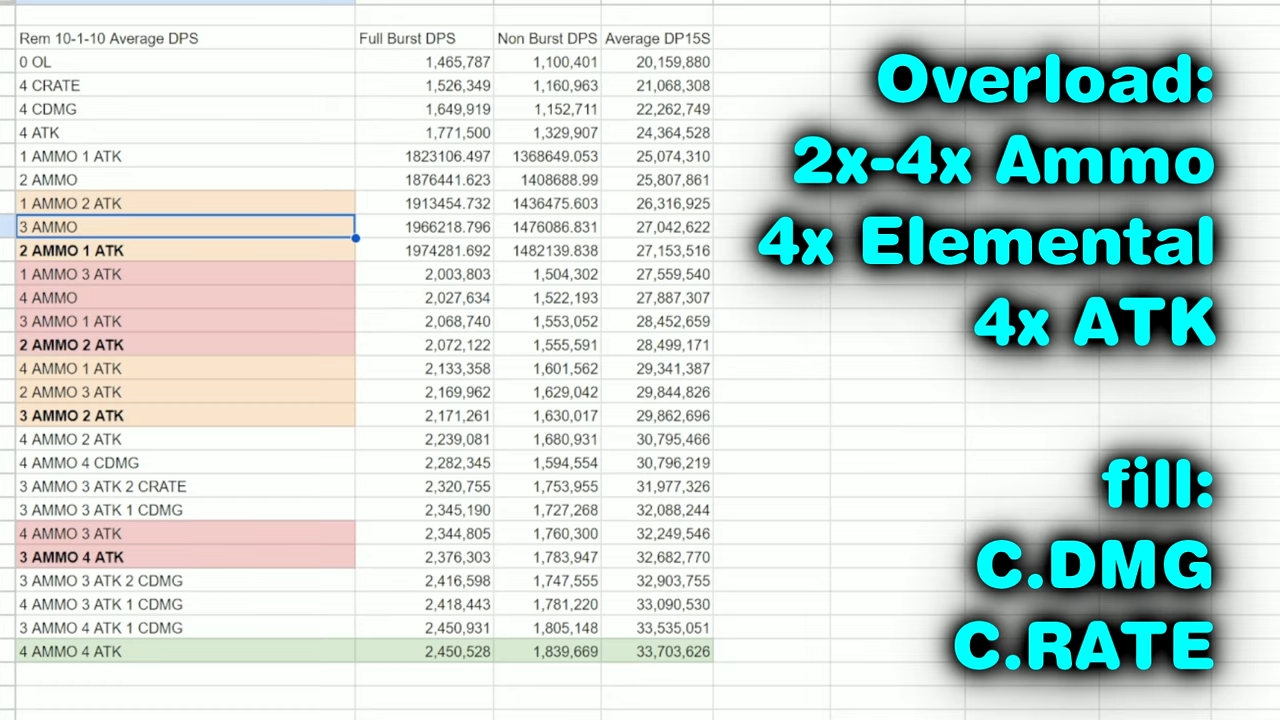 Rem 10-1-10 Average DPS Full Burst DPS Non Burst DPS Average DP15S
0 OL 1,465,787 1,100,401 20,159,880
4 CRATE 1,526,349 1,160,963 21,068,308
4 CDMG 1,649,919 1,152,711 22,262,749
4 ATK 1,771,500 1,329,907 24,364,528
1 AMMO 1 ATK 1823106.497 1368649.053 25,074,310
2 AMMO 1876441.623 1408688.99 25,807,861
1 AMMO 2 ATK 1913454.732 1436475.603 26,316,925
3 AMMO 1966218.796 1476086.831 27,042,622
2 AMMO 1 ATK 1974281.692 1482139.838 27,153,516
1 AMMO 3 ATK 2,003,803 1,504,302 27,559,540
4 AMMO 2,027,634 1,522,193 27,887,307
3 AMMO 1 ATK 2,068,740 1,553,052 28,452,659
2 AMMO 2 ATK 2,072,122 1,555,591 28,499,171
4 AMMO 1 ATK 2,133,358 1,601,562 29,341,387
2 AMMO 3 ATK 2,169,962 1,629,042 29,844,826
3 AMMO 2 ATK 2,171,261 1,630,017 29,862,696
4 AMMO 2 ATK 2,239,081 1,680,931 30,795,466
4 AMMO 4 CDMG 2,282,345 1,594,554 30,796,219
3 AMMO 3 ATK 2 CRATE 2,320,755 1,753,955 31,977,326
3 AMMO 3 ATK 1 CDMG 2,345,190 1,727,268 32,088,244
4 AMMO 3 ATK 2,344,805 1,760,300 32,249,546
3 AMMO 4 ATK 2,376,303 1,783,947 32,682,770
3 AMMO 3 ATK 2 CDMG 2,416,598 1,747,555 32,903,755
4 AMMO 3 ATK 1 CDMG 2,418,443 1,781,220 33,090,530
3 AMMO 4 ATK 1 CDMG 2,450,931 1,805,148 33,535,051
4 AMMO 4 ATK 2,450,528 1,839,669 33,703,626
Overload:
2x-4x Ammo
4x Elemental
4x ATK
fill:
C.DMG
C.RATE